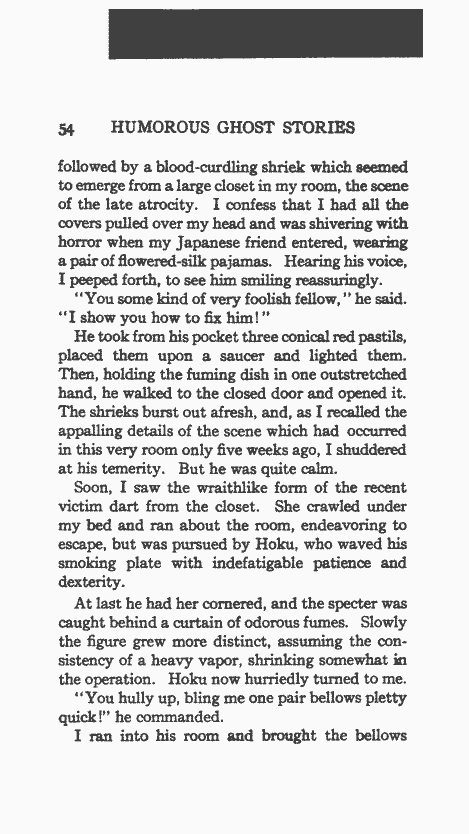 54 HUMOROUS GHOST STORIES
followed by a blood-curdling shriek which seemed
to emerge from a large closet in my room, the scene
of the late atrocity. I confess that I had all the
covers pulled over my head and was shivering with
horror when my Japanese friend entered, wearing
a pair of flowered-silk pajamas. Hearing his voice,
I peeped forth, to see him smiling reassuringly.
"You some kind of very foolish fellow," he said.
"I show you how to fix him!"
He took from his pocket three conical red pastils,
placed them upon a saucer and lighted them.
Then, holding the fuming dish in one outstretched
hand, he walked to the closed door and opened it.
The shrieks burst out afresh, and, as I recalled the
appalling details of the scene which had occurred
in this very room only five weeks ago, I shuddered
at his temerity. But he was quite calm.
Soon, I saw the wraithlike form of the recent
victim dart from the closet. She crawled under
my bed and ran about the room, endeavoring to
escape, but was pursued by Hoku, who waved his
smoking plate with indefatigable patience and
dexterity.
At last he had her cornered, and the specter was
caught behind a curtain of odorous fumes. Slowly
the figure grew more distinct, assuming the con-
sistency of a heavy vapor, shrinking somewhat in
the operation. Hoku now hurriedly turned to me.
"You hully up, bling me one pair bellows pletty
quick!" he commanded.
I ran into his room and brought the bellows